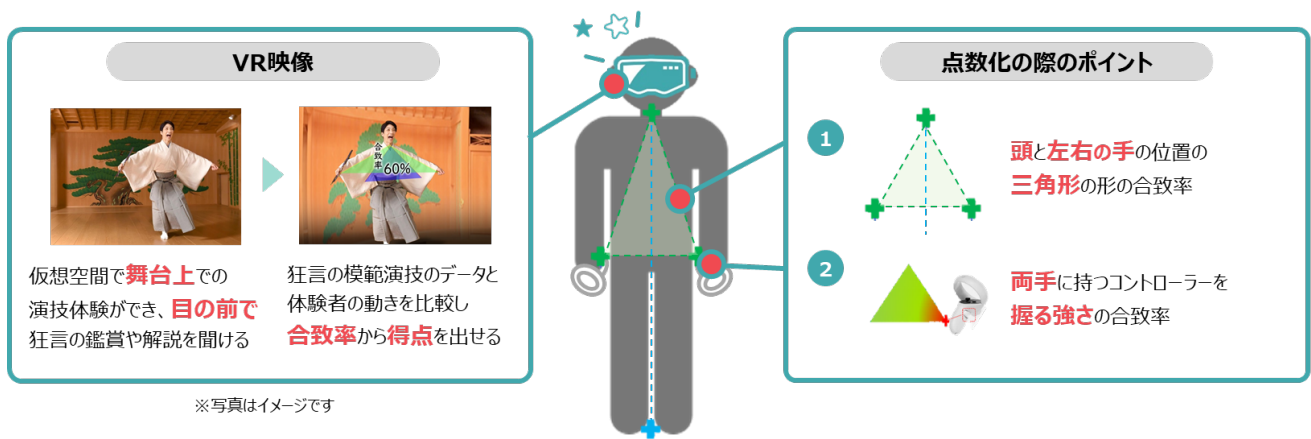 VR映像
合致率
60%
仮想空間で舞台上での
演技体験ができ、目の前で
狂言の鑑賞や解説を聞ける
狂言の模範演技のデータと
体験者の動きを比較し
合致率から得点を出せる
※写真はイメージです
点数化の際のポイント
1
頭と左右の手の位置の
三角形の形の合致率
2
両手に持つコントローラーを
握る強さの合致率